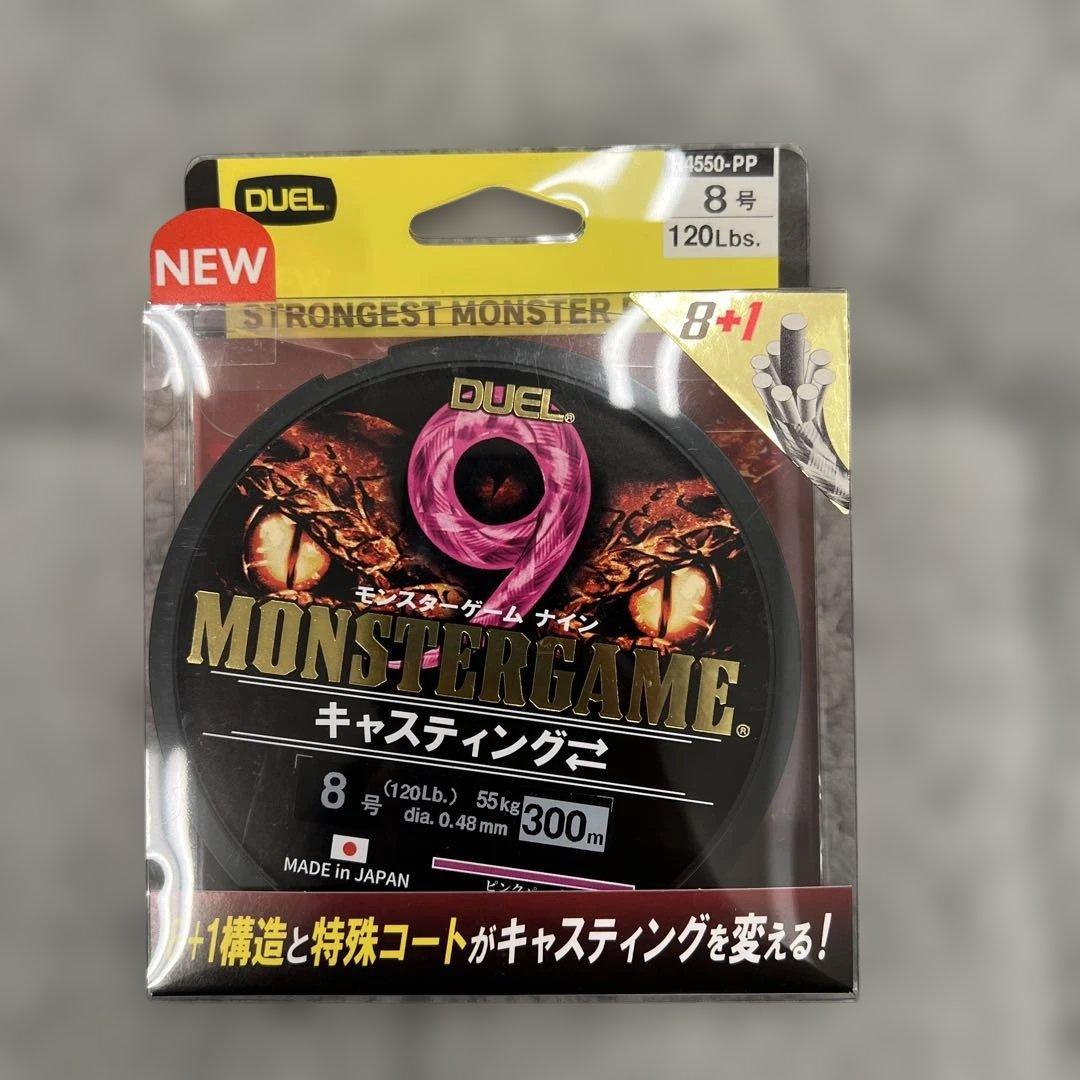 DUEL
H4550-PP
8号
120Lbs.
NEW
STRONGEST MONSTER
8+1
DUEL®
9
モンスターゲーム ナイン
MONSTERGAME®
キャスティング
8号 (120Lb.) 55kg
dia. 0.48mm 300m
MADE in JAPAN
8+1構造と特殊コートがキャスティングを変える!